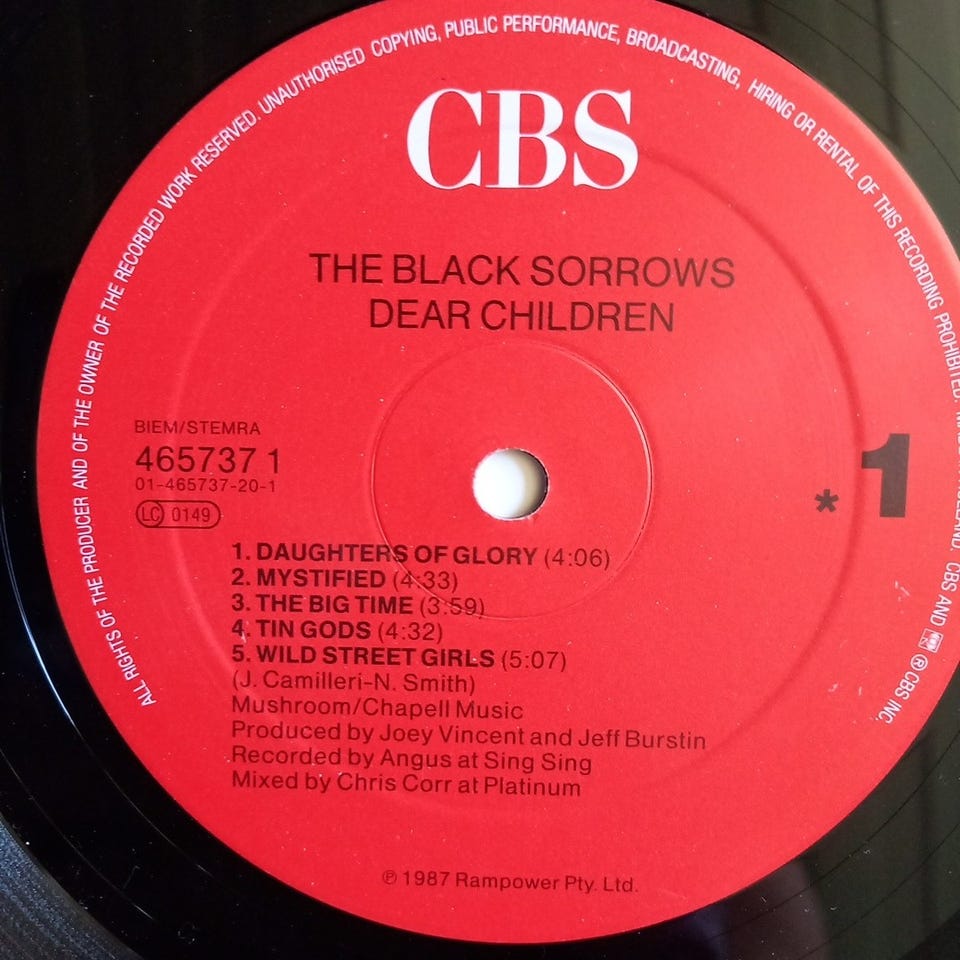 ALL RIGHTS OF THE PRODUCER AND OF THE OWNER OF THE RECORDED WORK RESERVED. UNAUTHORISED COPYING, PUBLIC PERFORMANCE, BROADCASTING, HIRING OR RENTAL OF THIS RECORDING PROHIBITED. CBS AND ® CBS INC.
CBS
THE BLACK SORROWS
DEAR CHILDREN
BIEM/STEMRA
465737 1
01-465737-20-1
LC 0149
* 1
1. DAUGHTERS OF GLORY (4:06)
2. MYSTIFIED (4:33)
3. THE BIG TIME (3:59)
4. TIN GODS (4:32)
5. WILD STREET GIRLS (5:07)
(J. Camilleri-N. Smith)
Mushroom/Chapell Music
Produced by Joey Vincent and Jeff Burstin
Recorded by Angus at Sing Sing
Mixed by Chris Corr at Platinum
℗ 1987 Rampower Pty. Ltd.